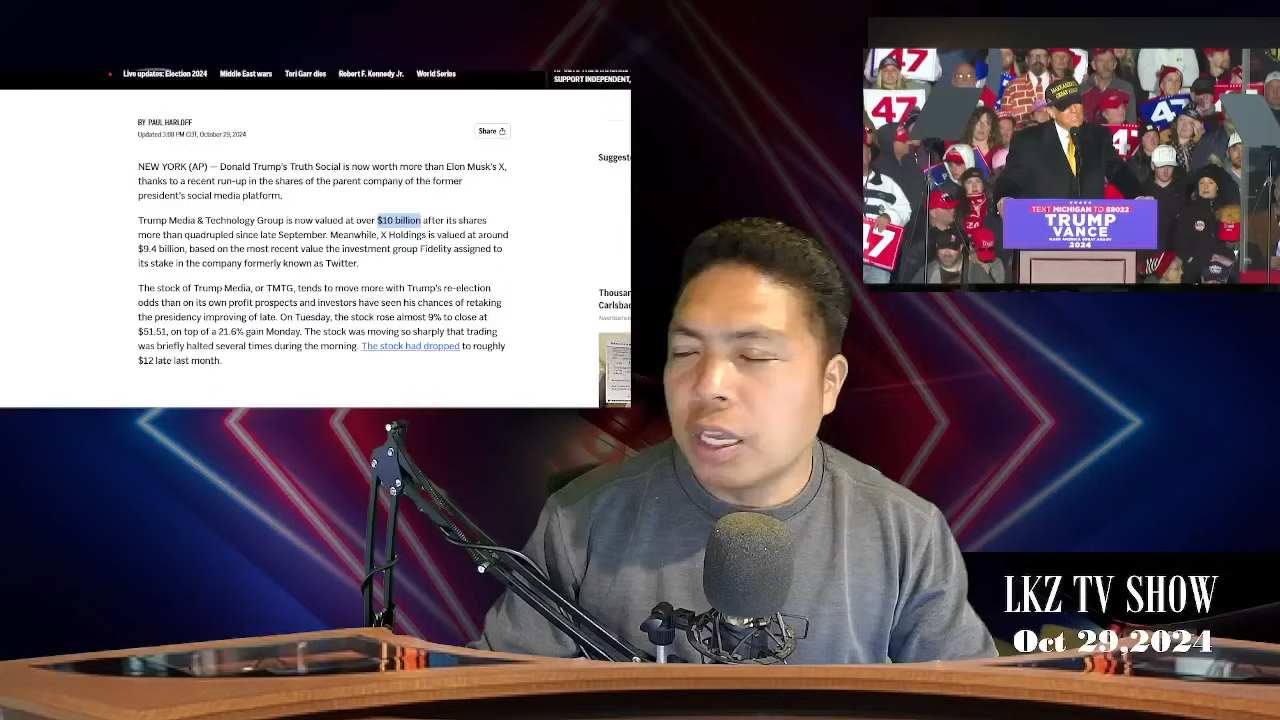 Live updates: Election 2024 Middle East wars Teri Garr dies Robert F. Kennedy Jr. World Series
SUPPORT INDEPENDENT,
BY PAUL HARLOFF
Updated 3:08 PM CDT, October 29, 2024
Share
NEW YORK (AP) — Donald Trump's Truth Social is now worth more than Elon Musk's X,
thanks to a recent run-up in the shares of the parent company of the former
president's social media platform.
Trump Media & Technology Group is now valued at over $10 billion after its shares
more than quadrupled since late September. Meanwhile, X Holdings is valued at around
$9.4 billion, based on the most recent value the investment group Fidelity assigned to
its stake in the company formerly known as Twitter.
The stock of Trump Media, or TMTG, tends to move more with Trump's re-election
odds than on its own profit prospects and investors have seen his chances of retaking
the presidency improving of late. On Tuesday, the stock rose almost 9% to close at
$51.51, on top of a 21.6% gain Monday. The stock was moving so sharply that trading
was briefly halted several times during the morning. The stock had dropped to roughly
$12 late last month.
Suggest
Thousan
Carlsbad
47
47
47
47
47
TEXT MICHIGAN TO 88022
TRUMP
VANCE
MAKE AMERICA GREAT AGAIN!
2024
LKZ TV SHOW
Oct 29,2024